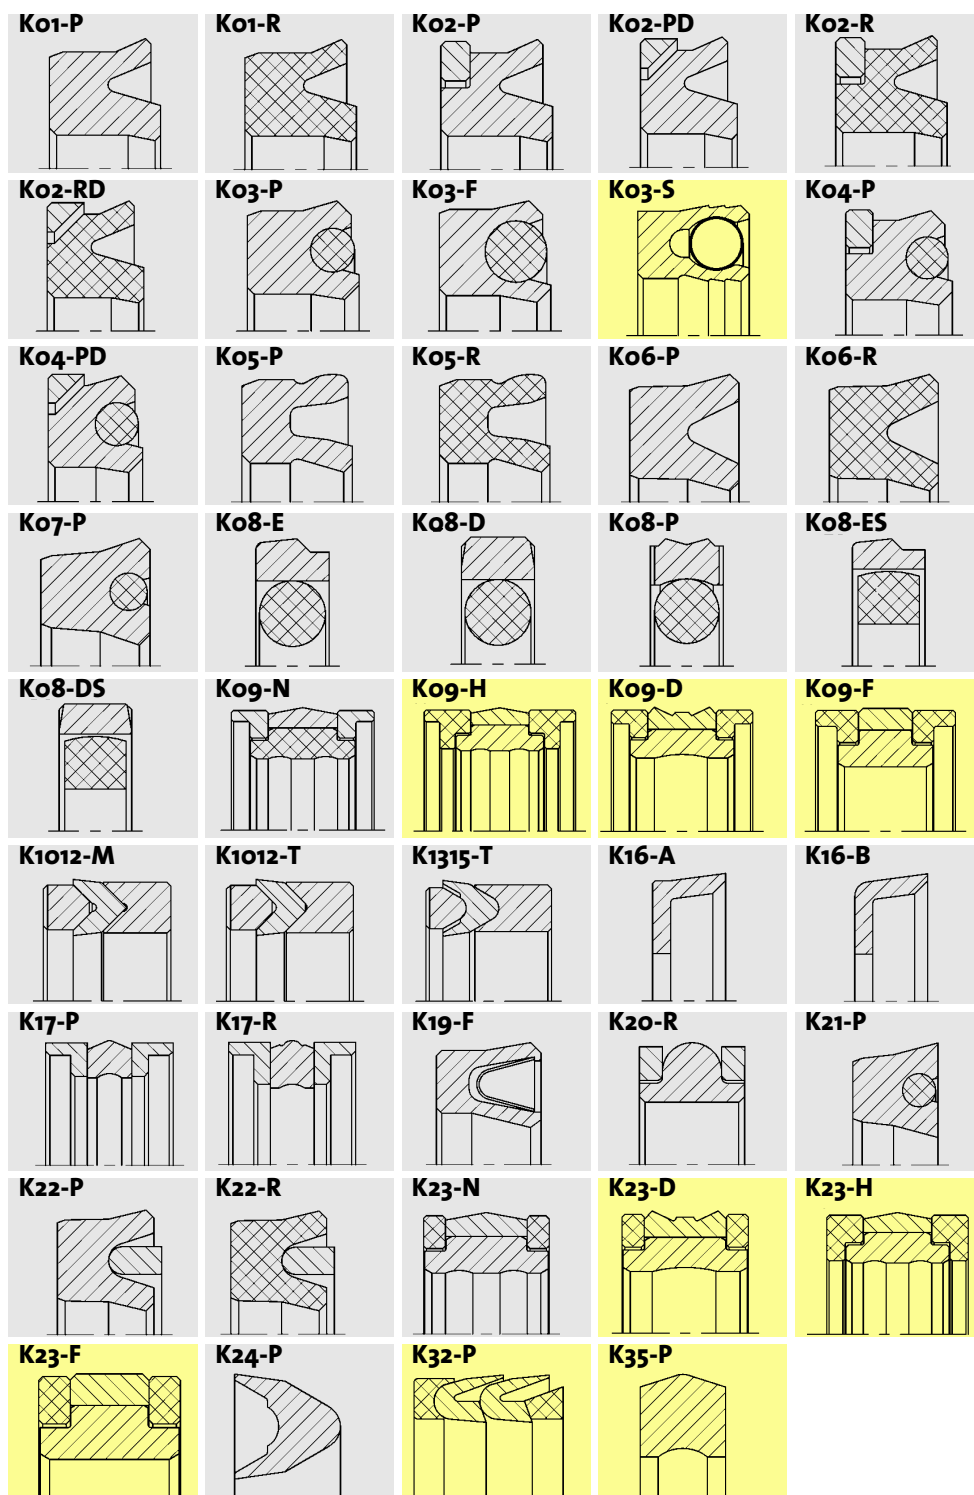 K01-P K01-R K02-P K02-PD K02-R
K02-RD K03-P K03-F K03-S K04-P
K04-PD K05-P K05-R K06-P K06-R
K07-P K08-E K08-D K08-P K08-ES
K08-DS K09-N K09-H K09-D K09-F
K1012-M K1012-T K1315-T K16-A K16-B
K17-P K17-R K19-F K20-R K21-P
K22-P K22-R K23-N K23-D K23-H
K23-F K24-P K32-P K35-P